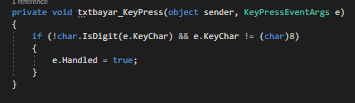 1 reference
private void txtbayar_KeyPress(object sender, KeyPressEventArgs e)
{
if (!char.IsDigit(e.KeyChar) && e.KeyChar != (char)8)
{
e.Handled = true;
}
}